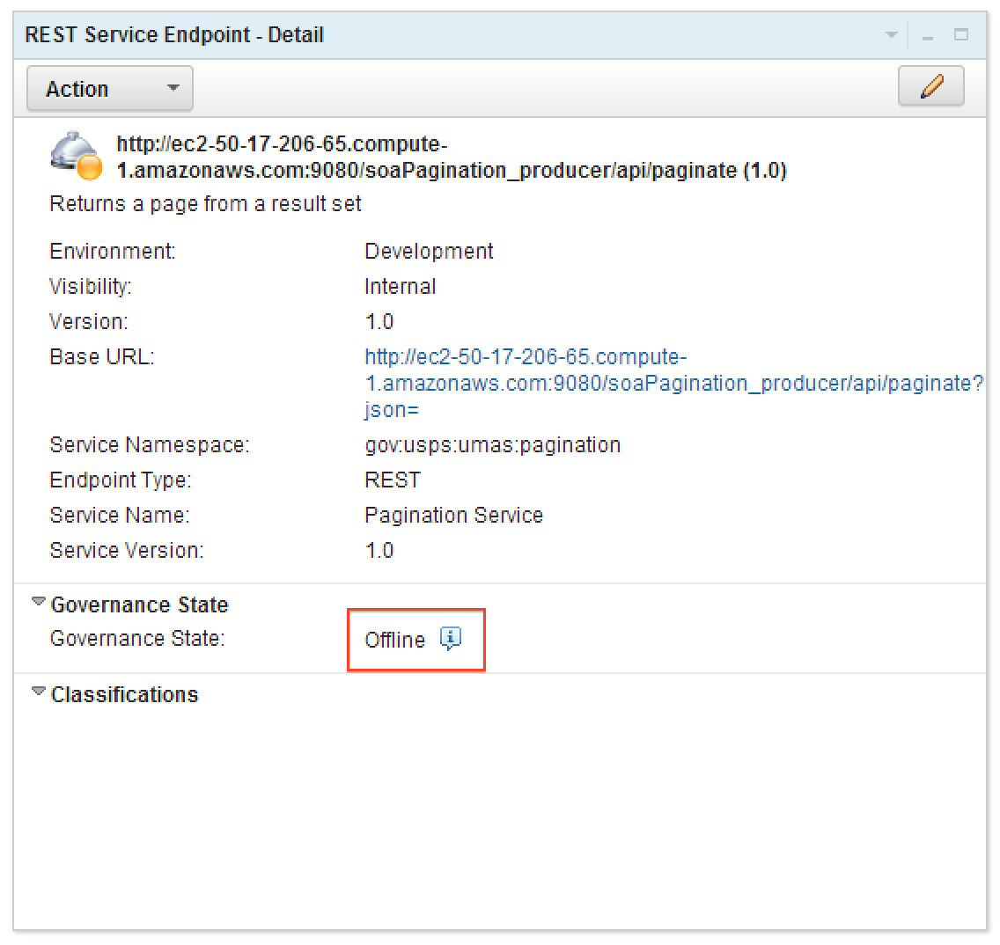 REST Service Endpoint - Detail
Action
http://ec2-50-17-206-65.compute-
1.amazonaws.com:9080/soaPagination_producer/api/paginate (1.0)
Returns a page from a result set
Environment: Development
Visibility: Internal
Version: 1.0
Base URL: http://ec2-50-17-206-65.compute-
1.amazonaws.com:9080/soaPagination_producer/api/paginate?
json=
Service Namespace: gov:usps:umas:pagination
Endpoint Type: REST
Service Name: Pagination Service
Service Version: 1.0
Governance State
Governance State: Offline
Classifications